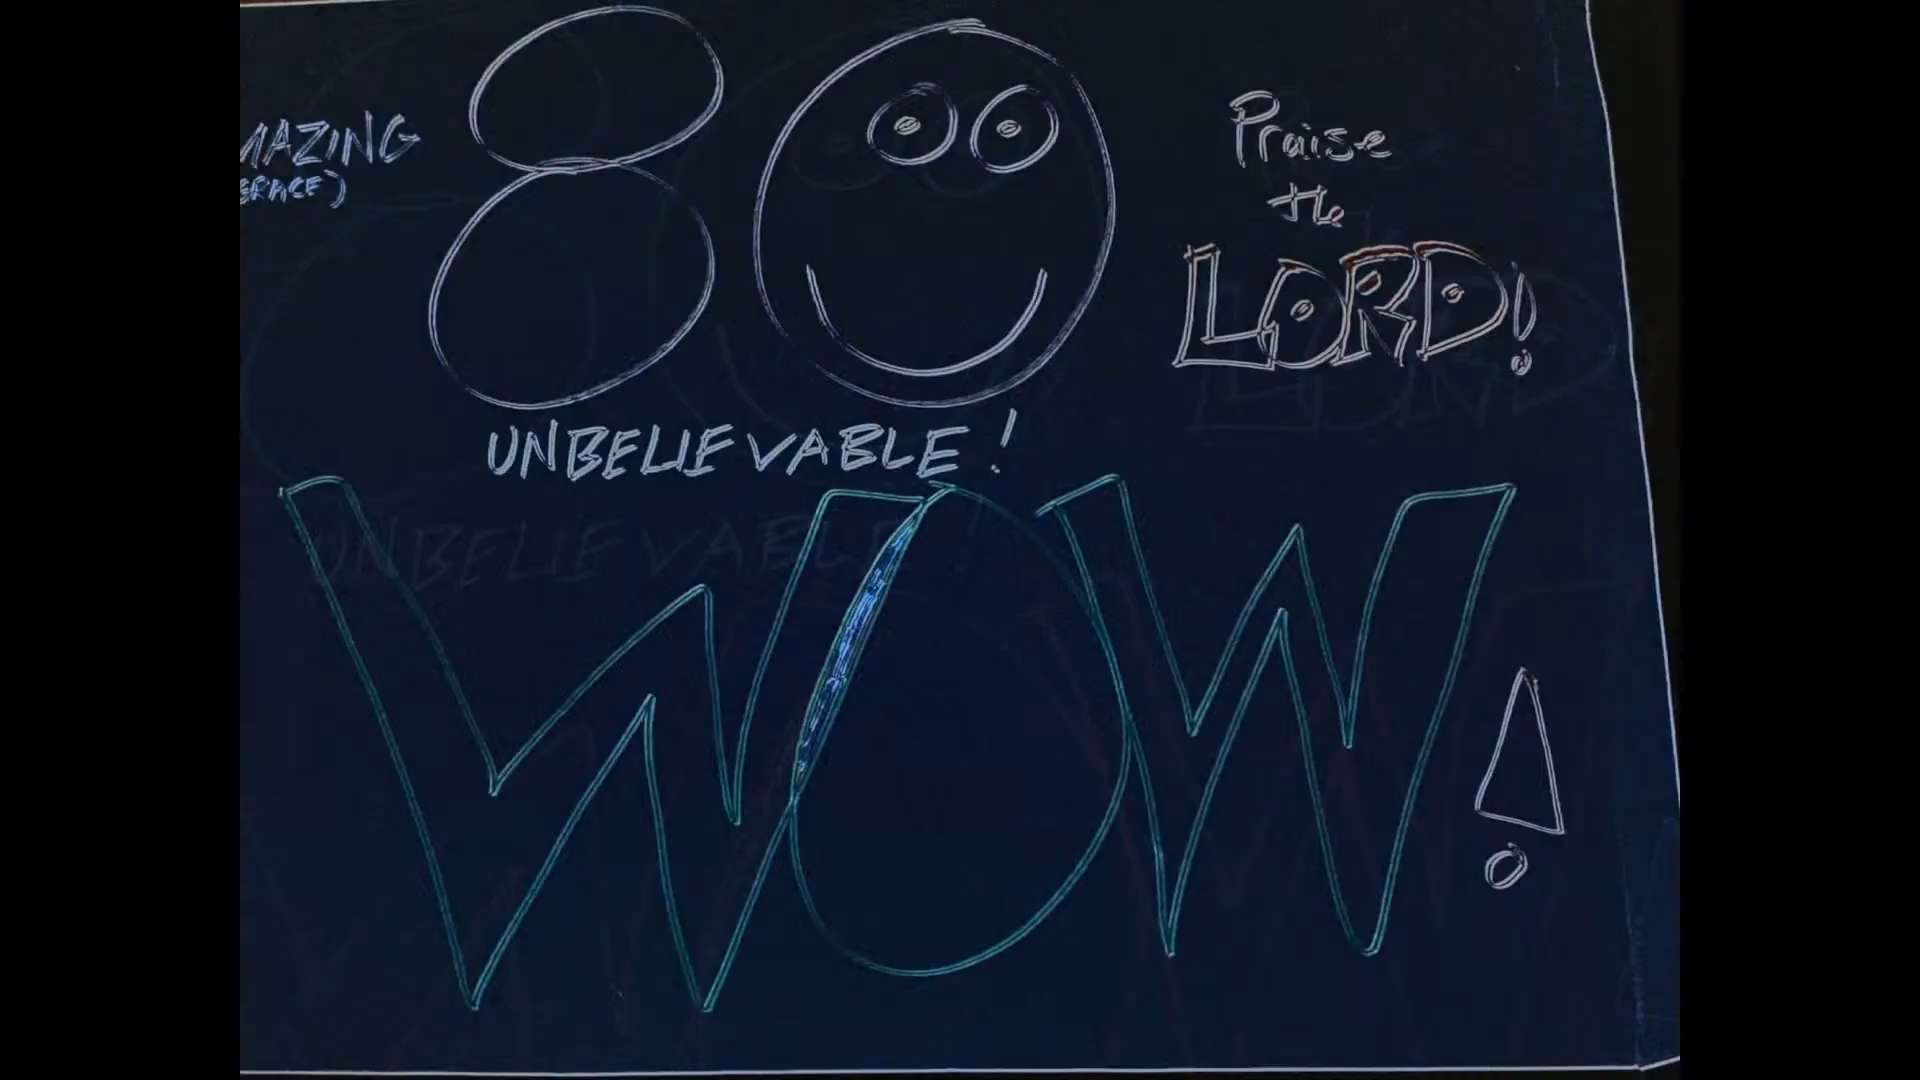 MAZING
ERACE)
80
Praise
the
LORD!
UNBELIEVABLE!
WOW!